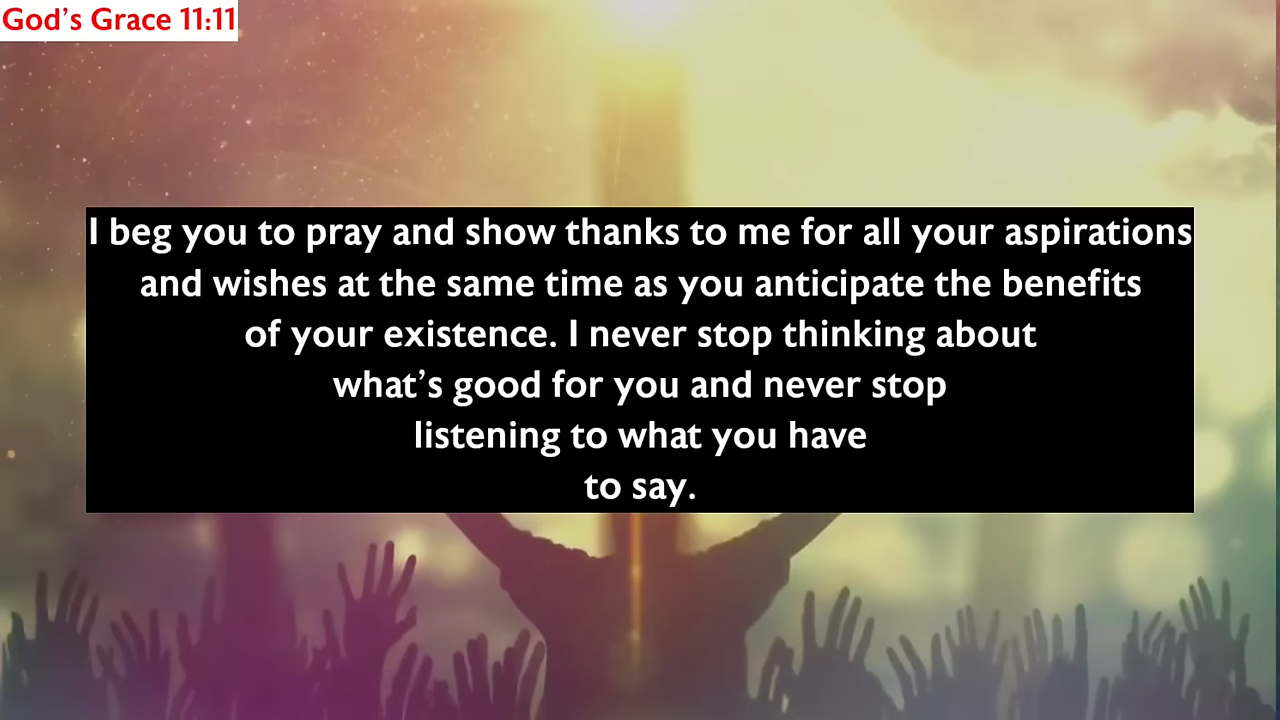 God's Grace 11:11
I beg you to pray and show thanks to me for all your aspirations
and wishes at the same time as you anticipate the benefits
of your existence. I never stop thinking about
what's good for you and never stop
listening to what you have
to say.